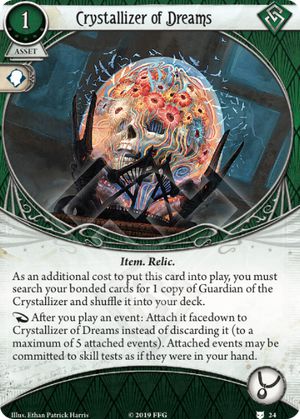 1
Crystallizer of Dreams
ASSET
Item. Relic.
As an additional cost to put this card into play, you must
search your bonded cards for 1 copy of Guardian of the
Crystallizer and shuffle it into your deck.
After you play an event: Attach it facedown to
Crystallizer of Dreams instead of discarding it (to a
maximum of 5 attached events). Attached events may be
committed to skill tests as if they were in your hand.
Illus. Ethan Patrick Harris © 2019 FFG 24